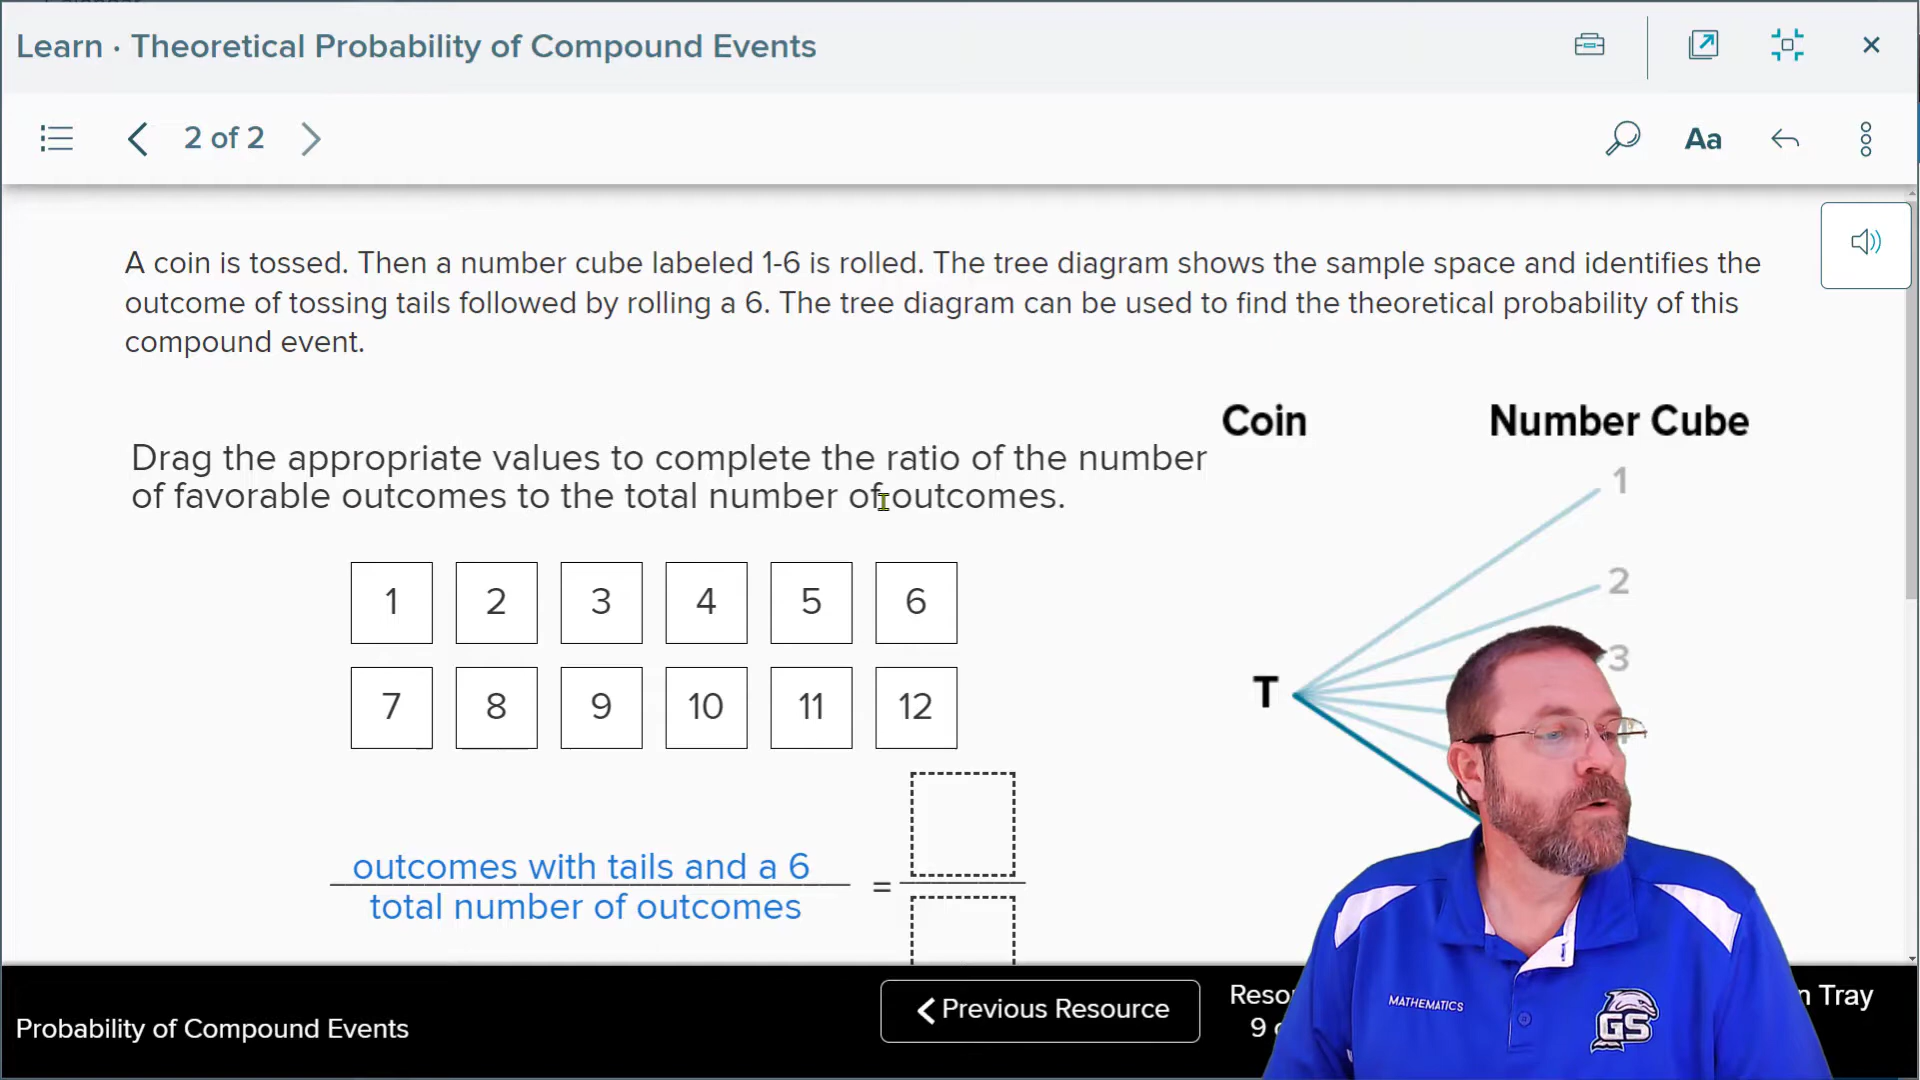 Learn · Theoretical Probability of Compound Events
2 of 2
Aa
A coin is tossed. Then a number cube labeled 1-6 is rolled. The tree diagram shows the sample space and identifies the
outcome of tossing tails followed by rolling a 6. The tree diagram can be used to find the theoretical probability of this
compound event.
Drag the appropriate values to complete the ratio of the number
of favorable outcomes to the total number of outcomes.
1 2 3 4 5 6
7 8 9 10 11 12
outcomes with tails and a 6
=
total number of outcomes
Coin Number Cube
1
2
3
T
Probability of Compound Events
Previous Resource
9
Tray
MATHEMATICS
GS